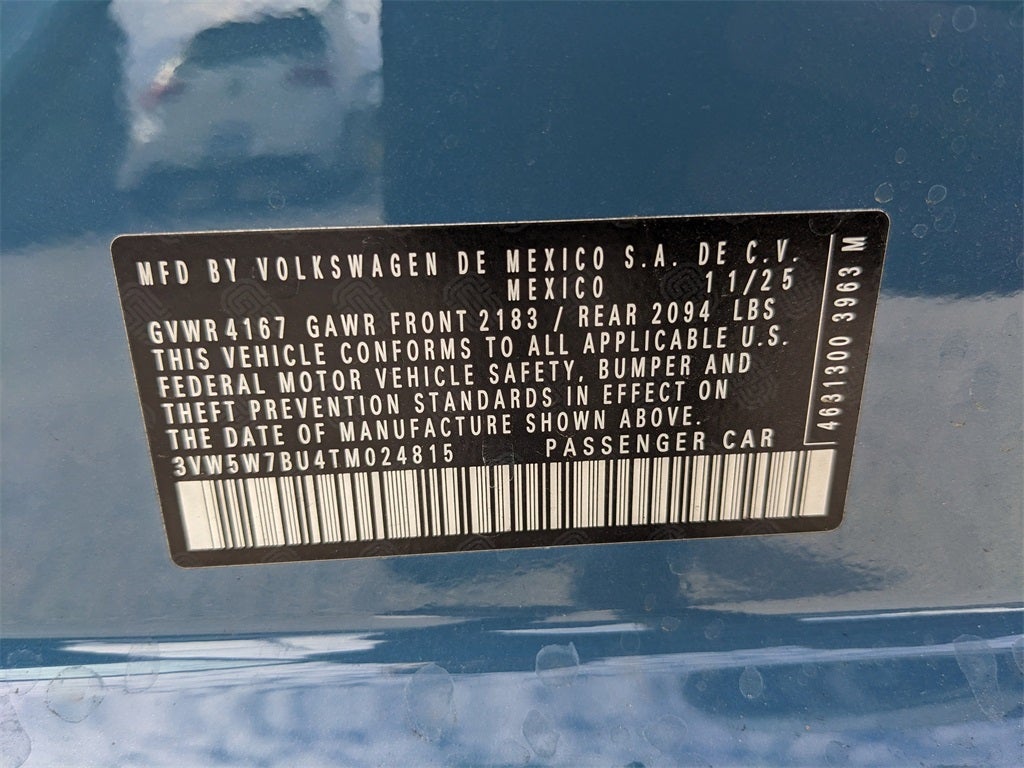 MFD BY VOLKSWAGEN DE MEXICO S.A. DE C.V.
MEXICO 11/25
GVWR 4167 GAWR FRONT 2183 / REAR 2094 LBS
THIS VEHICLE CONFORMS TO ALL APPLICABLE U.S.
FEDERAL MOTOR VEHICLE SAFETY, BUMPER AND
THEFT PREVENTION STANDARDS IN EFFECT ON
THE DATE OF MANUFACTURE SHOWN ABOVE.
3VW5W7BU4TM024815 PASSENGER CAR
4631300 3963 M